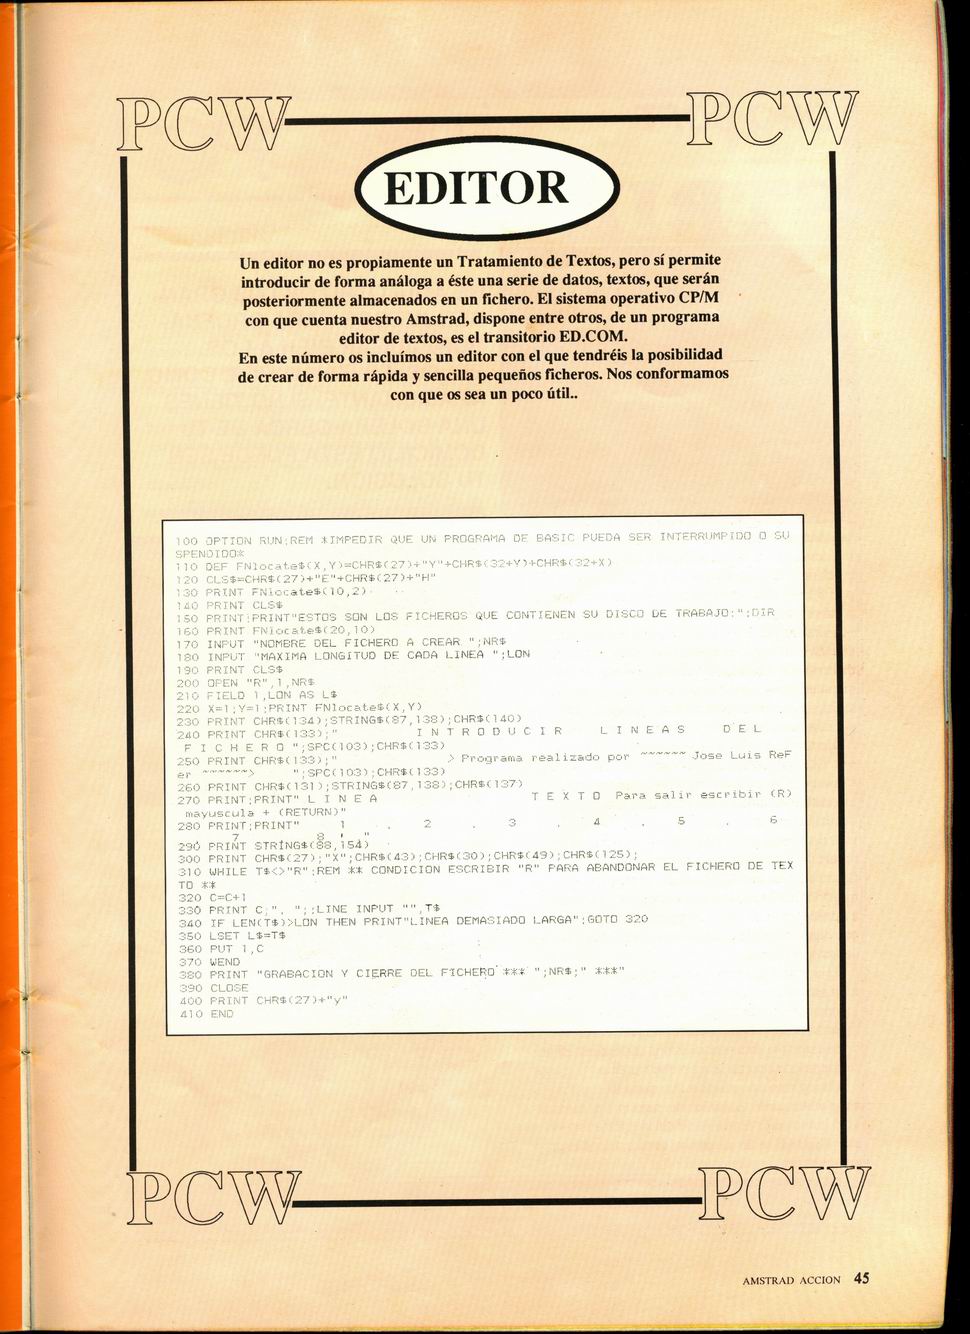 PCW PCW
EDITOR
Un editor no es propiamente un Tratamiento de Textos, pero sí permite
introducir de forma análoga a éste una serie de datos, textos, que serán
posteriormente almacenados en un fichero. El sistema operativo CP/M
con que cuenta nuestro Amstrad, dispone entre otros, de un programa
editor de textos, es el transitorio ED.COM.
En este número os incluímos un editor con el que tendréis la posibilidad
de crear de forma rápida y sencilla pequeños ficheros. Nos conformamos
con que os sea un poco útil..
100 OPTION RUN:REM *IMPEDIR QUE UN PROGRAMA DE BASIC PUEDA SER INTERRUMPIDO O SU
SPENDIDO*
110 DEF FNlocate$(X,Y)=CHR$(27)+"Y"+CHR$(32+Y)+CHR$(32+X)
120 CLS$=CHR$(27)+"E"+CHR$(27)+"H"
130 PRINT FNlocate$(10,2)
140 PRINT CLS$
150 PRINT:PRINT"ESTOS SON LOS FICHEROS QUE CONTIENEN SU DISCO DE TRABAJO:":DIR
160 PRINT FNlocate$(20,10)
170 INPUT "NOMBRE DEL FICHERO A CREAR ";NR$
180 INPUT "MAXIMA LONGITUD DE CADA LINEA ";LON
190 PRINT CLS$
200 OPEN "R",1,NR$
210 FIELD 1,LON AS L$
220 X=1:Y=1:PRINT FNlocate$(X,Y)
230 PRINT CHR$(134);STRING$(87,138);CHR$(140)
240 PRINT CHR$(133);" I N T R O D U C I R L I N E A S D E L
F I C H E R O ";SPC(103);CHR$(133)
250 PRINT CHR$(133);" > Programa realizado por ~~~~~~ Jose Luis ReF
er ~~~~~~> ";SPC(103);CHR$(133)
260 PRINT CHR$(131);STRING$(87,138);CHR$(137)
270 PRINT:PRINT" L I N E A T E X T O Para salir escribir (R)
mayuscula + (RETURN)"
280 PRINT:PRINT" 1 . 2 . 3 . 4 . 5 . 6
. 7 . 8 ' . "
290 PRINT STRING$(88,154)
300 PRINT CHR$(27);"X";CHR$(43);CHR$(30);CHR$(49);CHR$(125);
310 WHILE T$<>"R":REM ** CONDICION ESCRIBIR "R" PARA ABANDONAR EL FICHERO DE TEX
TO **
320 C=C+1
330 PRINT C;", ";:LINE INPUT "",T$
340 IF LEN(T$)>LON THEN PRINT"LINEA DEMASIADO LARGA":GOTO 320
350 LSET L$=T$
360 PUT 1,C
370 WEND
380 PRINT "GRABACION Y CIERRE DEL FICHERO *** ";NR$;" ***"
390 CLOSE
400 PRINT CHR$(27)+"y"
410 END
PCW PCW
AMSTRAD ACCION 45